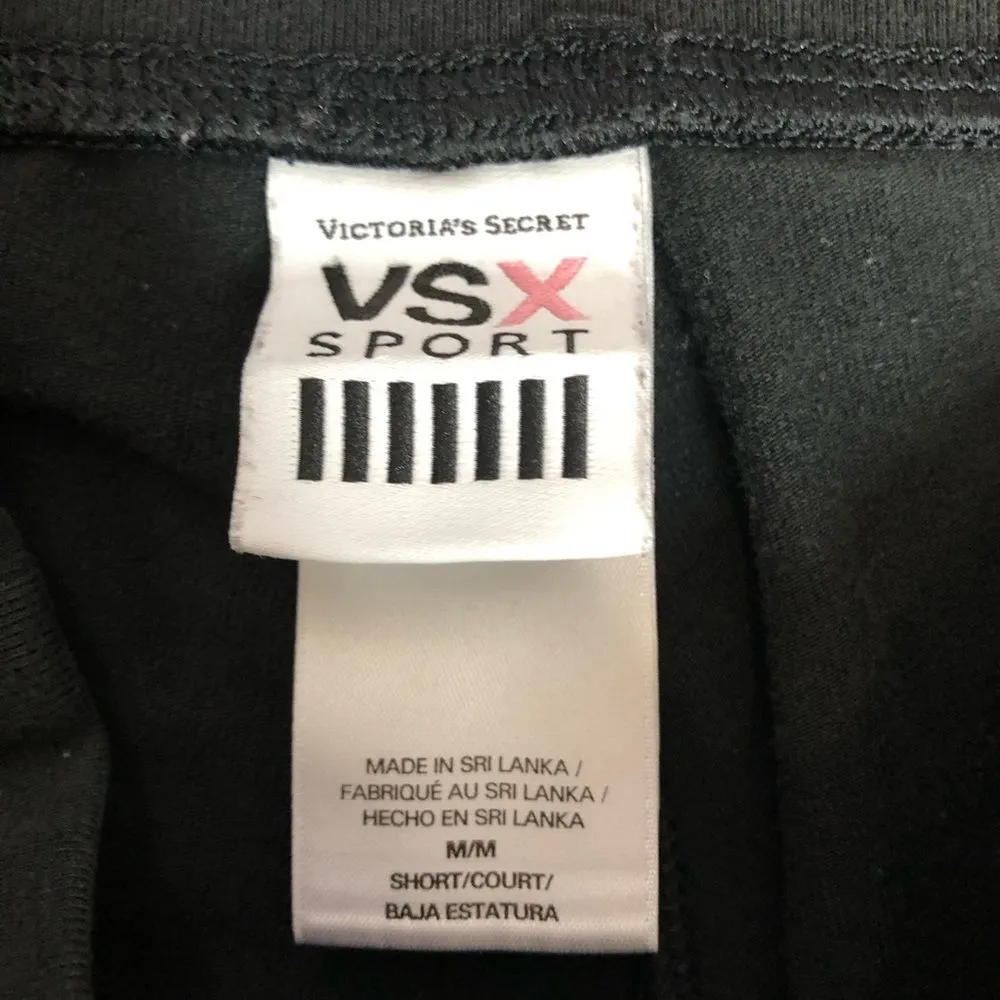 VICTORIA'S SECRET
VSX
SPORT
MADE IN SRI LANKA /
FABRIQUÉ AU SRI LANKA /
HECHO EN SRI LANKA
M/M
SHORT/COURT/
BAJA ESTATURA